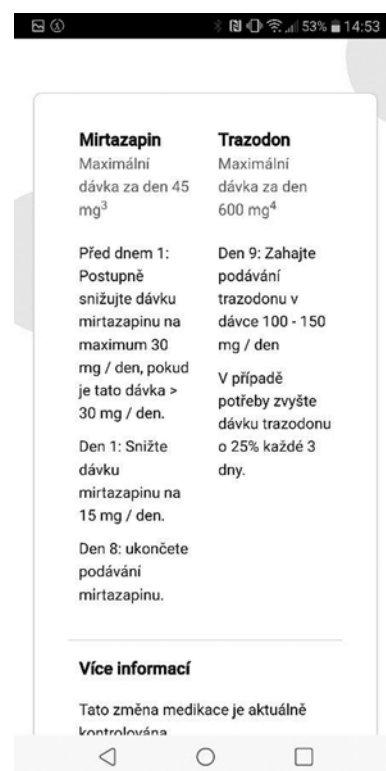 53% 14:53
Mirtazapin
Maximální
dávka za den 45
mg3
Před dnem 1:
Postupně
snižujte dávku
mirtazapinu na
maximum 30
mg / den, pokud
je tato dávka >
30 mg / den.
Den 1: Snižte
dávku
mirtazapinu na
15 mg / den.
Den 8: ukončete
podávání
mirtazapinu.
Trazodon
Maximální
dávka za den
600 mg4
Den 9: Zahajte
podávání
trazodonu v
dávce 100 - 150
mg / den
V případě
potřeby zvyšte
dávku trazodonu
o 25% každé 3
dny.
Více informací
Tato změna medikace je aktuálně
kontrolována